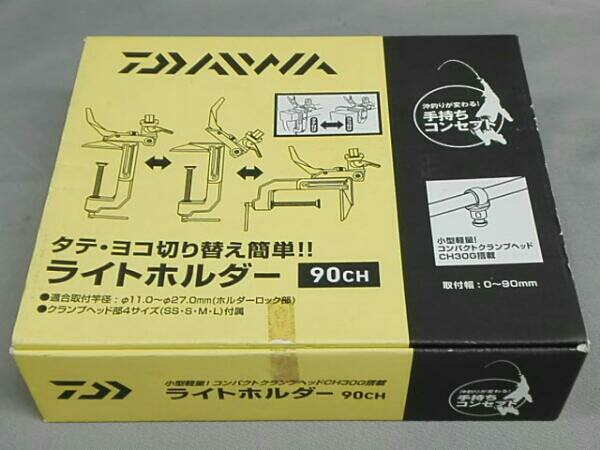 DAIWA
沖釣りが変わる!
手持ち
コンセプト
タテ・ヨコ切り替え簡単!!
ライトホルダー 90CH
●適合取付竿径:φ11.0〜φ27.0mm(ホルダーロック部)
●クランプヘッド部4サイズ(SS・S・M・L)付属
小型軽量!
コンパクトクランプヘッド
CH30G搭載
取付幅:0〜90mm
小型軽量!コンパクトクランプヘッドCH30G搭載
ライトホルダー 90CH
沖釣りが変わる!
手持ち
コンセプト